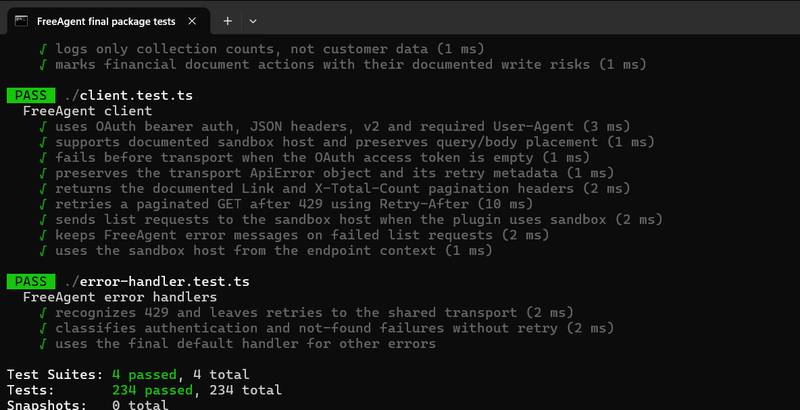 FreeAgent final package tests
√ logs only collection counts, not customer data (1 ms)
√ marks financial document actions with their documented write risks (1 ms)
PASS ./client.test.ts
FreeAgent client
√ uses OAuth bearer auth, JSON headers, v2 and required User-Agent (3 ms)
√ supports documented sandbox host and preserves query/body placement (1 ms)
√ fails before transport when the OAuth access token is empty (1 ms)
√ preserves the transport ApiError object and its retry metadata (1 ms)
√ returns the documented Link and X-Total-Count pagination headers (2 ms)
√ retries a paginated GET after 429 using Retry-After (10 ms)
√ sends list requests to the sandbox host when the plugin uses sandbox (2 ms)
√ keeps FreeAgent error messages on failed list requests (2 ms)
√ uses the sandbox host from the endpoint context (1 ms)
PASS ./error-handler.test.ts
FreeAgent error handlers
√ recognizes 429 and leaves retries to the shared transport (2 ms)
√ classifies authentication and not-found failures without retry (2 ms)
√ uses the final default handler for other errors
Test Suites: 4 passed, 4 total
Tests: 234 passed, 234 total
Snapshots: 0 total